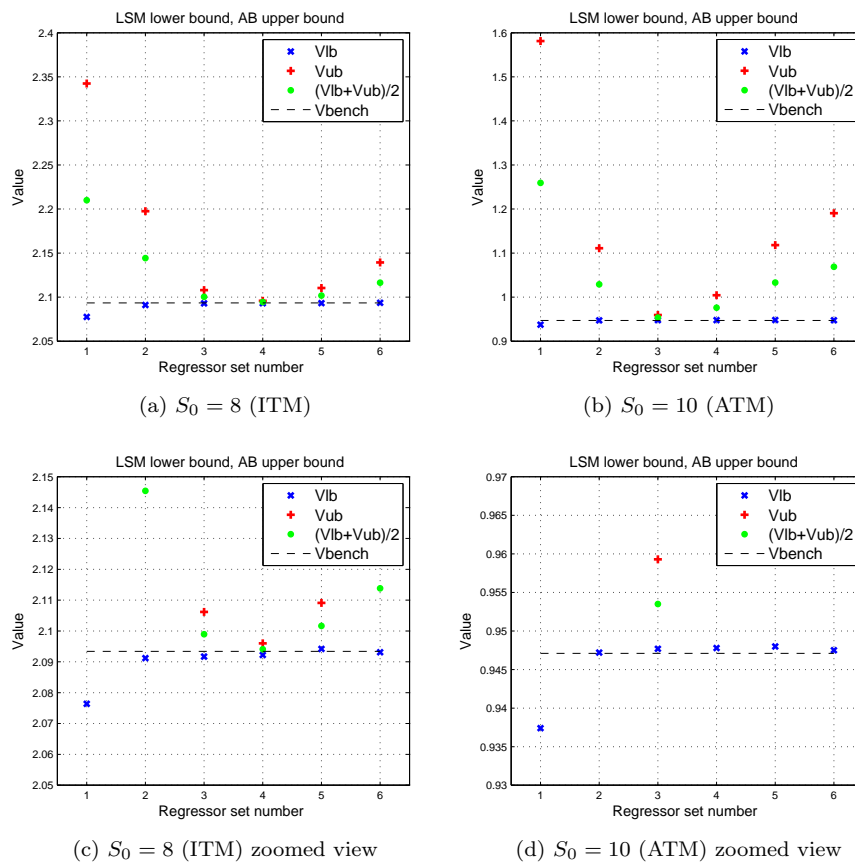 LSM lower bound, AB upper bound
2.4
2.35
2.3
2.25
2.2
2.15
2.1
2.05
Value
1 2 3 4 5 6
Regressor set number
Vlb
Vub
(Vlb+Vub)/2
Vbench
(a) S₀ = 8 (ITM)
LSM lower bound, AB upper bound
1.6
1.5
1.4
1.3
1.2
1.1
1
0.9
Value
1 2 3 4 5 6
Regressor set number
Vlb
Vub
(Vlb+Vub)/2
Vbench
(b) S₀ = 10 (ATM)
LSM lower bound, AB upper bound
2.15
2.14
2.13
2.12
2.11
2.1
2.09
2.08
2.07
2.06
2.05
Value
1 2 3 4 5 6
Regressor set number
Vlb
Vub
(Vlb+Vub)/2
Vbench
(c) S₀ = 8 (ITM) zoomed view
LSM lower bound, AB upper bound
0.97
0.965
0.96
0.955
0.95
0.945
0.94
0.935
0.93
Value
1 2 3 4 5 6
Regressor set number
Vlb
Vub
(Vlb+Vub)/2
Vbench
(d) S₀ = 10 (ATM) zoomed view